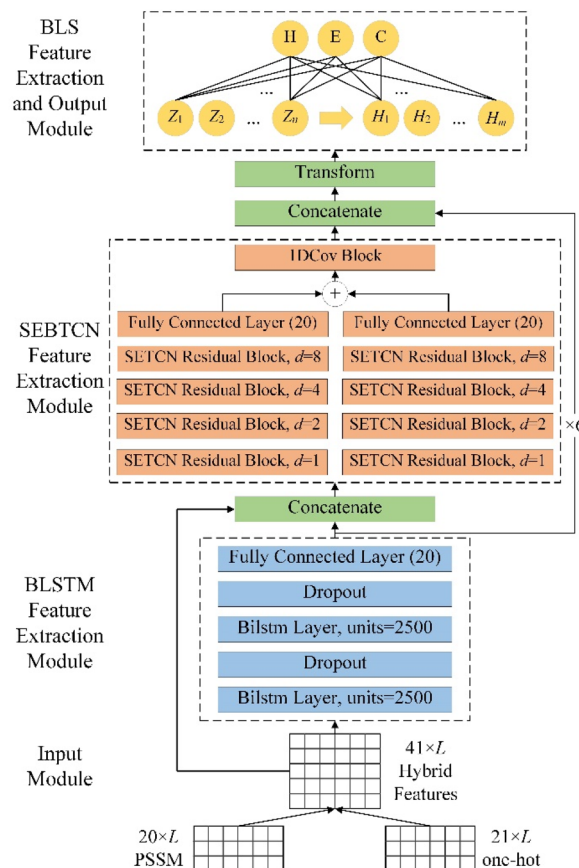 BLS
Feature
Extraction
and Output
Module
H E C
... ...
Z1 Z2 ... Zn H1 H2 ... Hm
Transform
Concatenate
SEBTCN
Feature
Extraction
Module
1DCov Block
+
Fully Connected Layer (20) Fully Connected Layer (20)
SETCN Residual Block, d=8 SETCN Residual Block, d=8
SETCN Residual Block, d=4 SETCN Residual Block, d=4
SETCN Residual Block, d=2 SETCN Residual Block, d=2
SETCN Residual Block, d=1 SETCN Residual Block, d=1
×6
Concatenate
BLSTM
Feature
Extraction
Module
Fully Connected Layer (20)
Dropout
Bilstm Layer, units=2500
Dropout
Bilstm Layer, units=2500
Input
Module
41×L
Hybrid
Features
20×L
PSSM
21×L
one-hot